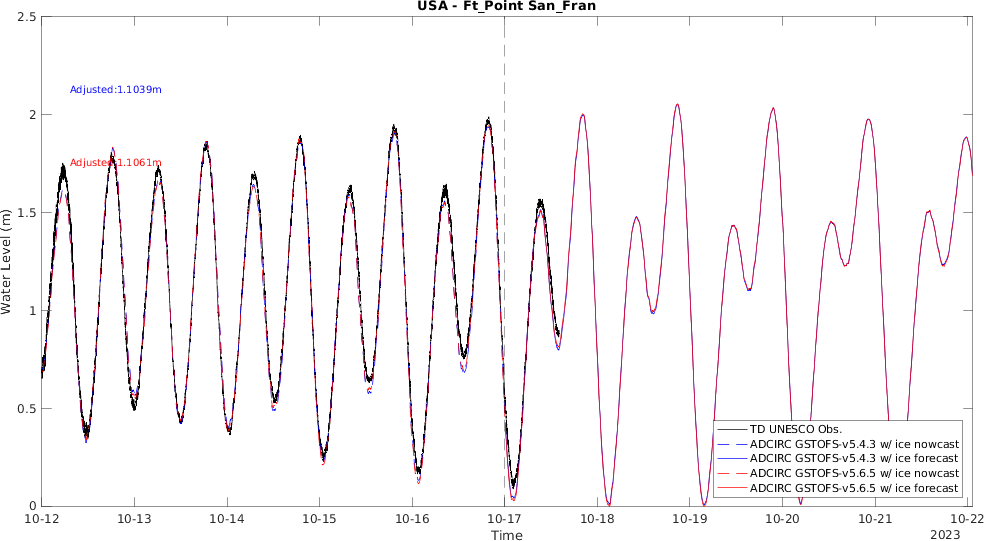 USA - Ft_Point San_Fran
2.5
Adjusted:1.1039m
2
Adjusted:1.1061m
1.5
Water Level (m)
1
0.5
0
TD UNESCO Obs.
ADCIRC GSTOFS-v5.4.3 w/ ice nowcast
ADCIRC GSTOFS-v5.4.3 w/ ice forecast
ADCIRC GSTOFS-v5.6.5 w/ ice nowcast
ADCIRC GSTOFS-v5.6.5 w/ ice forecast
10-12 10-13 10-14 10-15 10-16 10-17 10-18 10-19 10-20 10-21 10-22
Time
2023